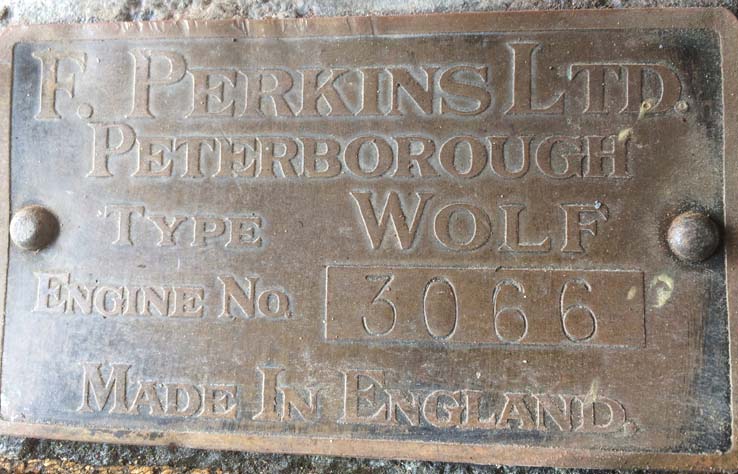 F. PERKINS LTD.
PETERBOROUGH
TYPE WOLF
ENGINE NO. 3066
MADE IN ENGLAND.